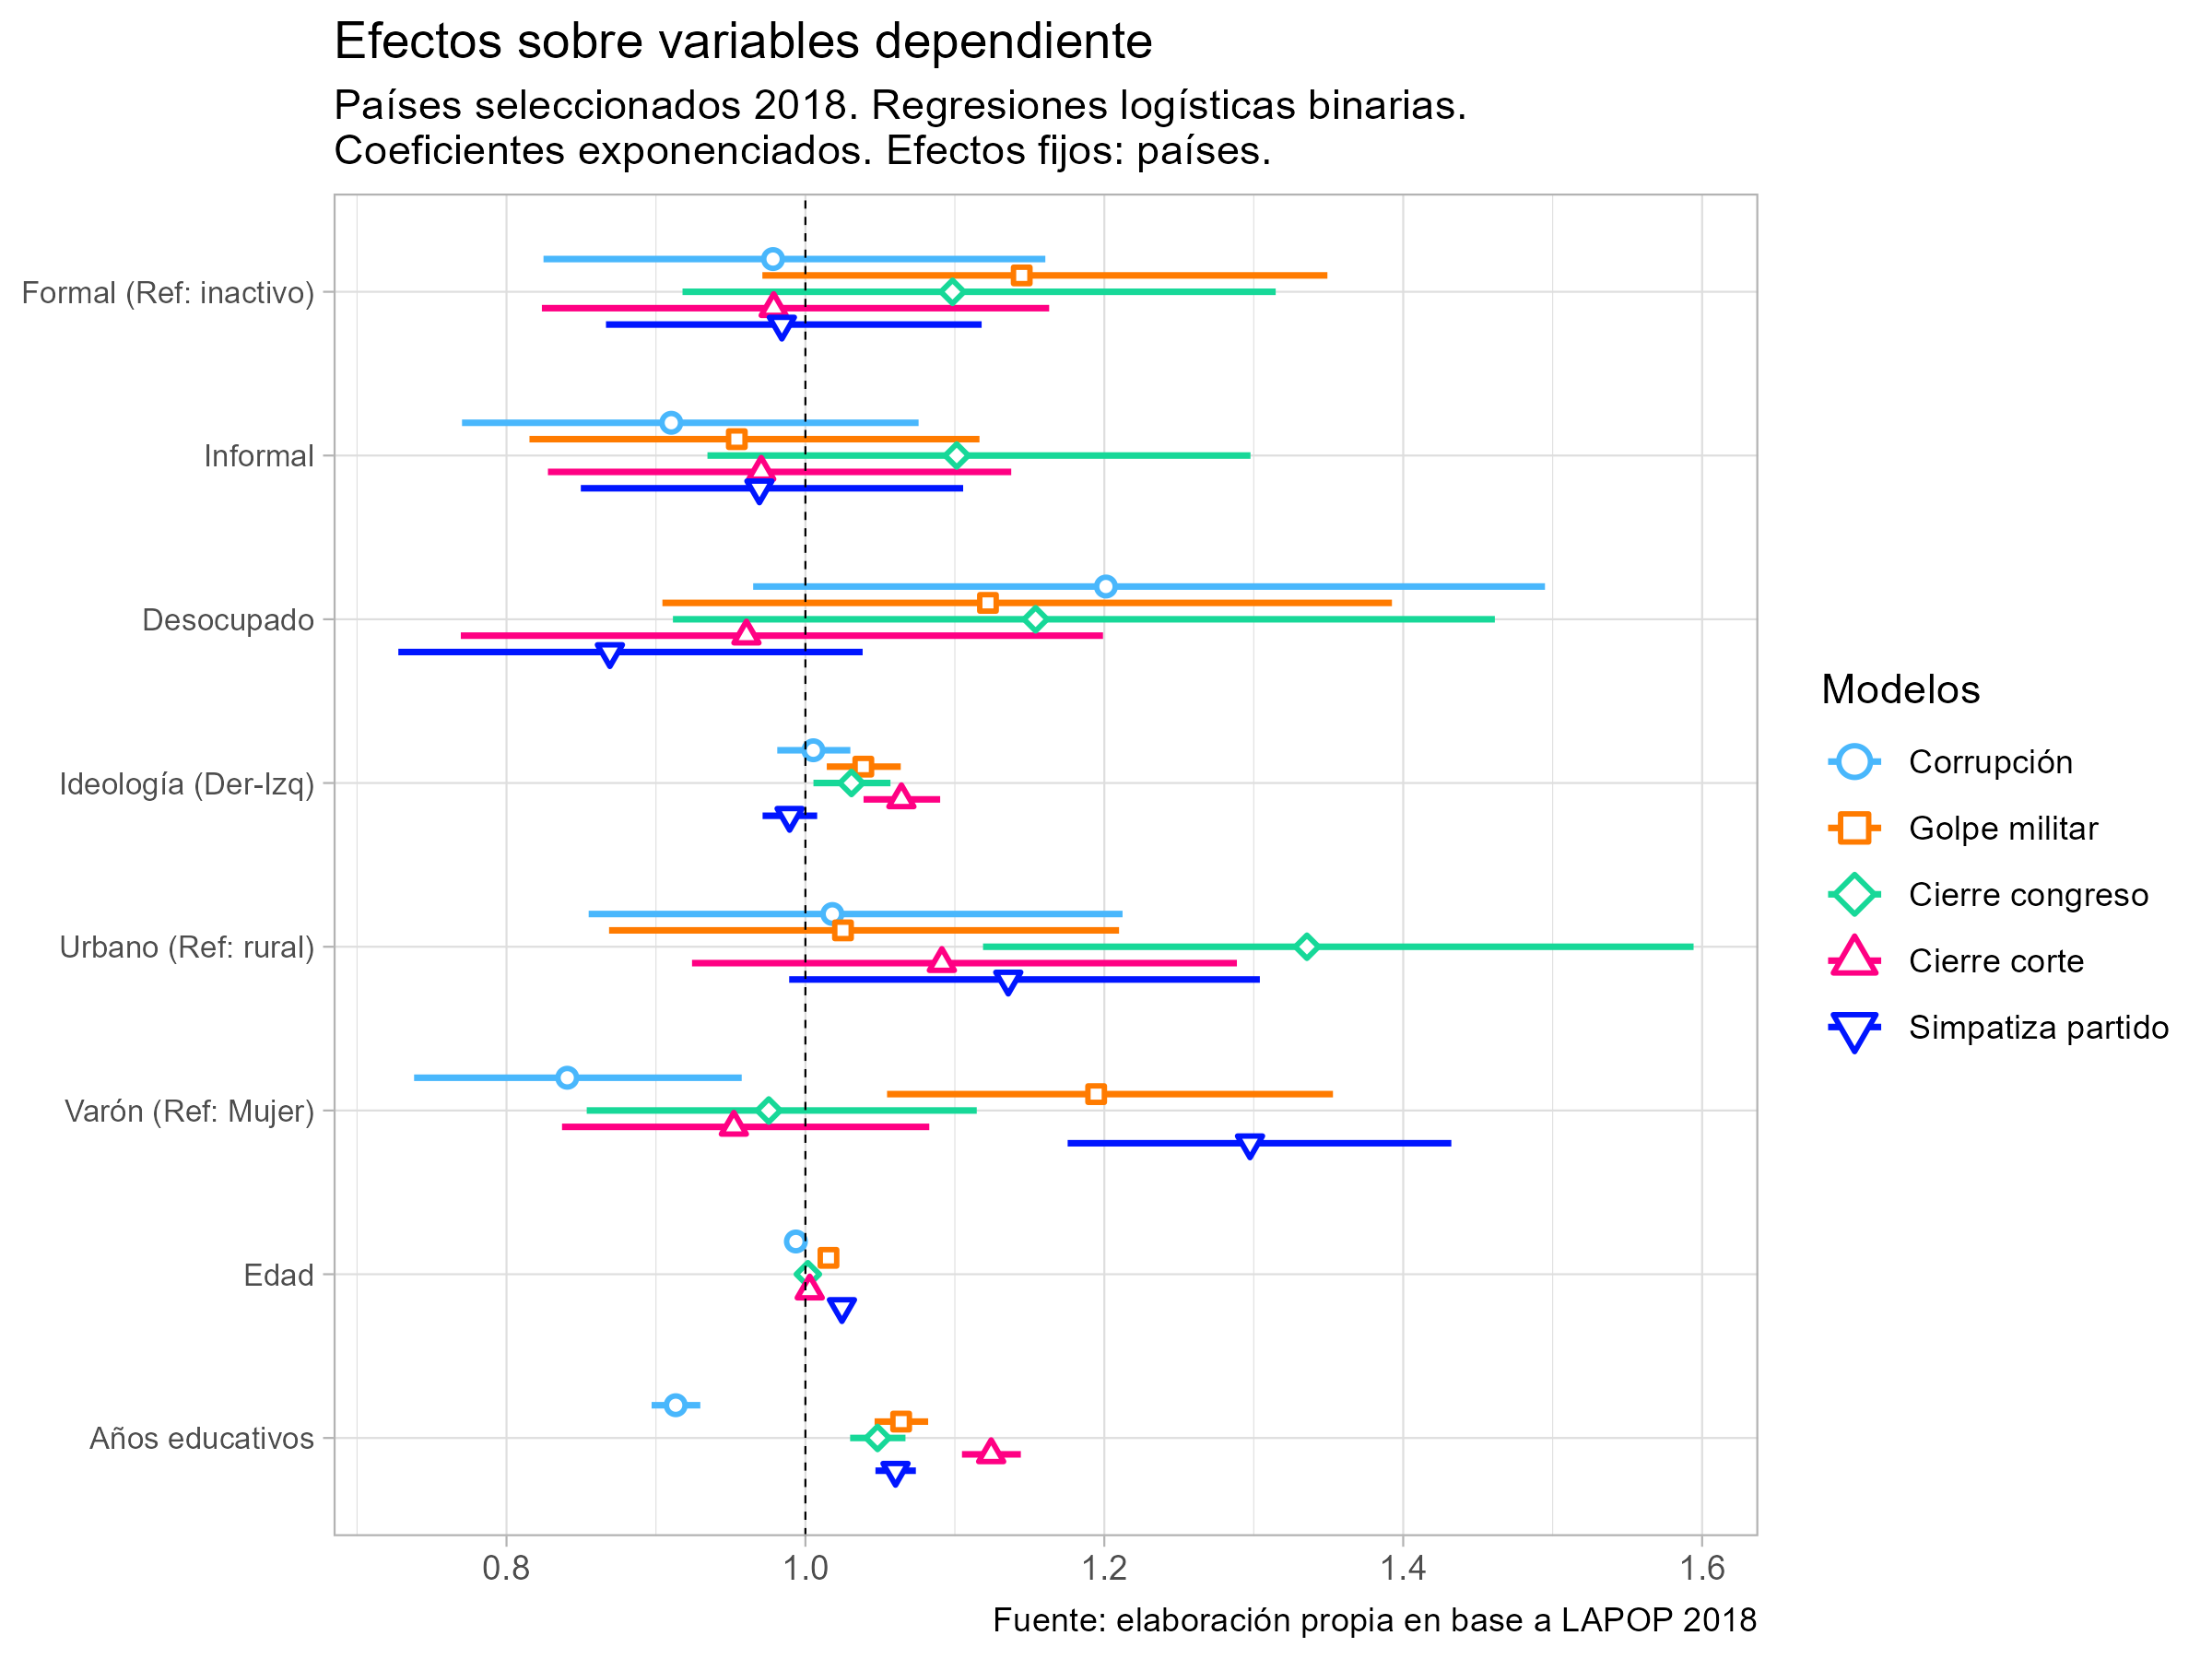 Efectos sobre variables dependiente
Países seleccionados 2018. Regresiones logísticas binarias.
Coeficientes exponenciados. Efectos fijos: países.
Formal (Ref: inactivo)
Informal
Desocupado
Ideología (Der-Izq)
Urbano (Ref: rural)
Varón (Ref: Mujer)
Edad
Años educativos
0.8
1.0
1.2
1.4
1.6
Modelos
Corrupción
Golpe militar
Cierre congreso
Cierre corte
Simpatiza partido
Fuente: elaboración propia en base a LAPOP 2018